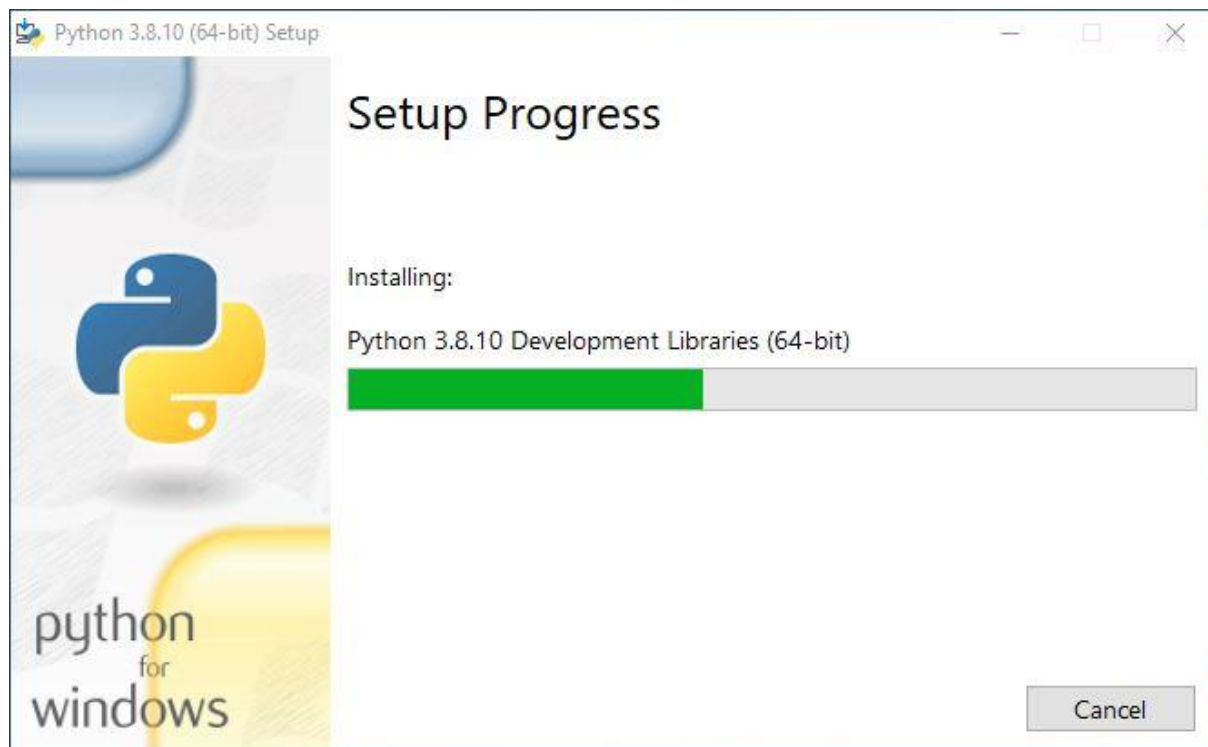 Python 3.8.10 (64-bit) Setup
Setup Progress
Installing:
Python 3.8.10 Development Libraries (64-bit)
python
for
windows
Cancel